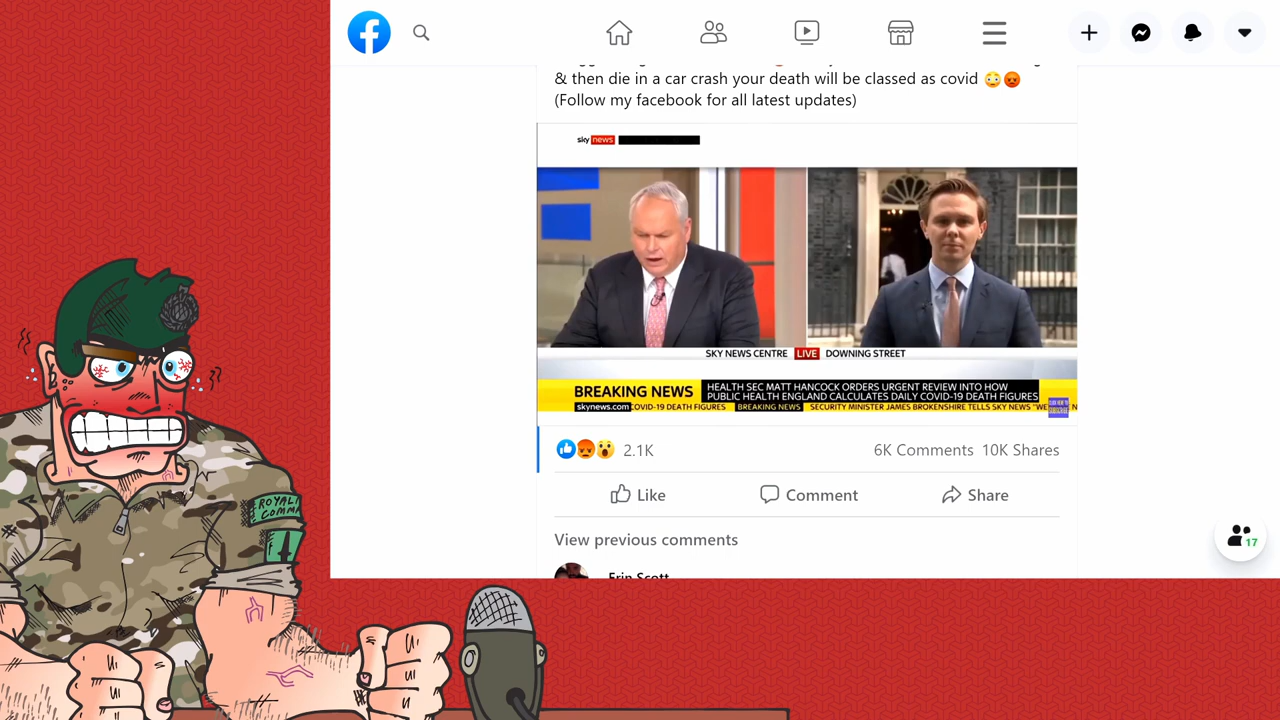 & then die in a car crash your death will be classed as covid 😳😡
(Follow my facebook for all latest updates)
sky news
SKY NEWS CENTRE LIVE DOWNING STREET
BREAKING NEWS
HEALTH SEC MATT HANCOCK ORDERS URGENT REVIEW INTO HOW
PUBLIC HEALTH ENGLAND CALCULATES DAILY COVID-19 DEATH FIGURES
skynews.com COVID-19 DEATH FIGURES BREAKING NEWS SECURITY MINISTER JAMES BROKENSHIRE TELLS SKY NEWS "WE
2.1K 6K Comments 10K Shares
Like Comment Share
View previous comments
Erin Scott
17
ROYAL
COMMA